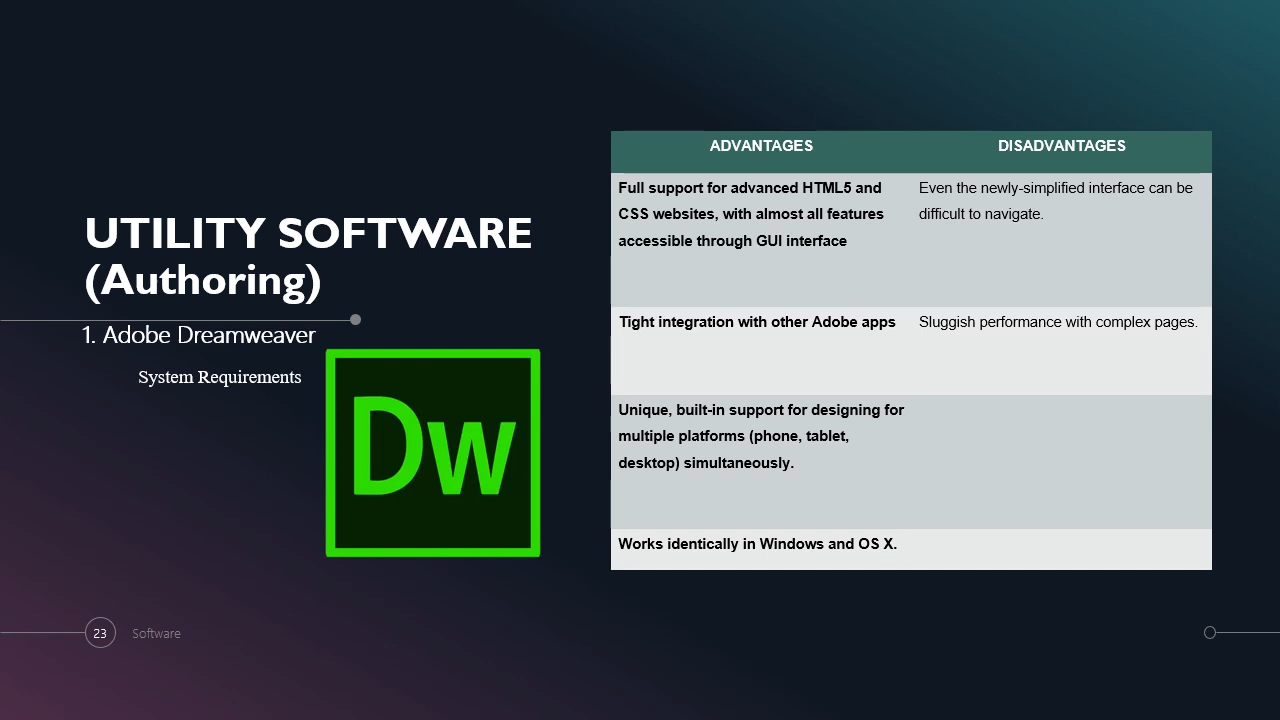 UTILITY SOFTWARE
(Authoring)
1. Adobe Dreamweaver
System Requirements
Dw
ADVANTAGES
DISADVANTAGES
Full support for advanced HTML5 and
CSS websites, with almost all features
accessible through GUI interface
Even the newly-simplified interface can be
difficult to navigate.
Tight integration with other Adobe apps
Sluggish performance with complex pages.
Unique, built-in support for designing for
multiple platforms (phone, tablet,
desktop) simultaneously.
Works identically in Windows and OS X.
23
Software